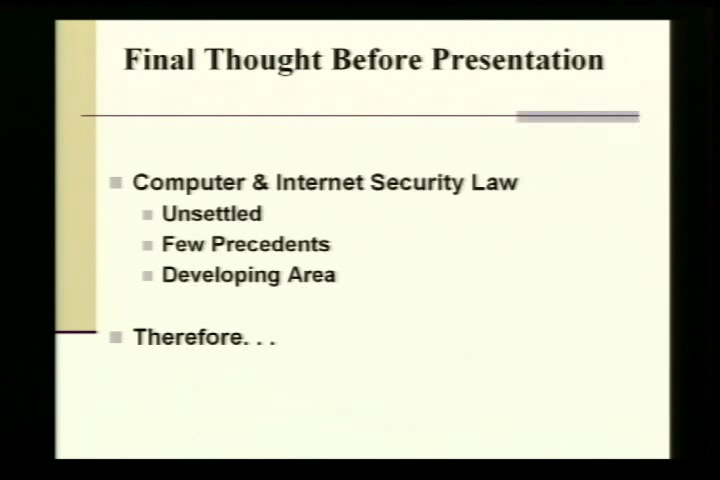 Final Thought Before Presentation
Computer & Internet Security Law
Unsettled
Few Precedents
Developing Area
Therefore. . .